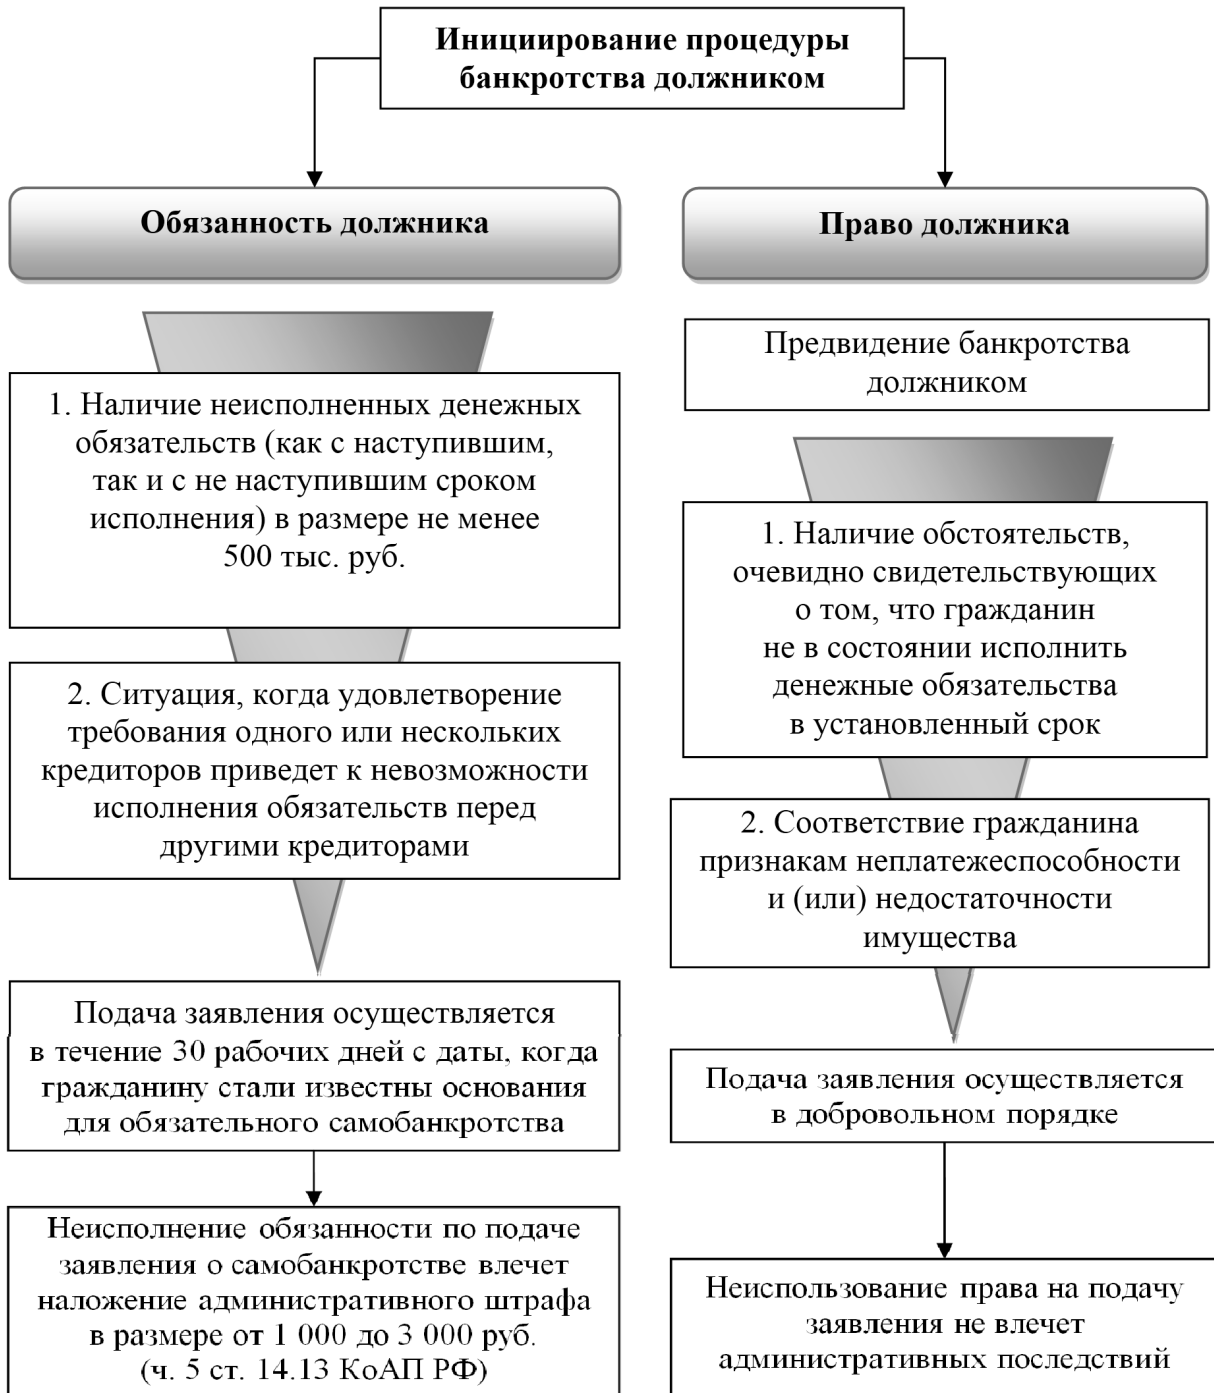 Инициирование процедуры
банкротства должником
Обязанность должника
1. Наличие неисполненных денежных
обязательств (как с наступившим,
так и с не наступившим сроком
исполнения) в размере не менее
500 тыс. руб.
2. Ситуация, когда удовлетворение
требования одного или нескольких
кредиторов приведет к невозможности
исполнения обязательств перед
другими кредиторами
Подача заявления осуществляется
в течение 30 рабочих дней с даты, когда
гражданину стали известны основания
для обязательного самобанкротства
Неисполнение обязанности по подаче
заявления о самобанкротстве влечет
наложение административного штрафа
в размере от 1 000 до 3 000 руб.
(ч. 5 ст. 14.13 КоАП РФ)
Право должника
Предвидение банкротства
должником
1. Наличие обстоятельств,
очевидно свидетельствующих
о том, что гражданин
не в состоянии исполнить
денежные обязательства
в установленный срок
2. Соответствие гражданина
признакам неплатежеспособности
и (или) недостаточности
имущества
Подача заявления осуществляется
в добровольном порядке
Неиспользование права на подачу
заявления не влечет
административных последствий